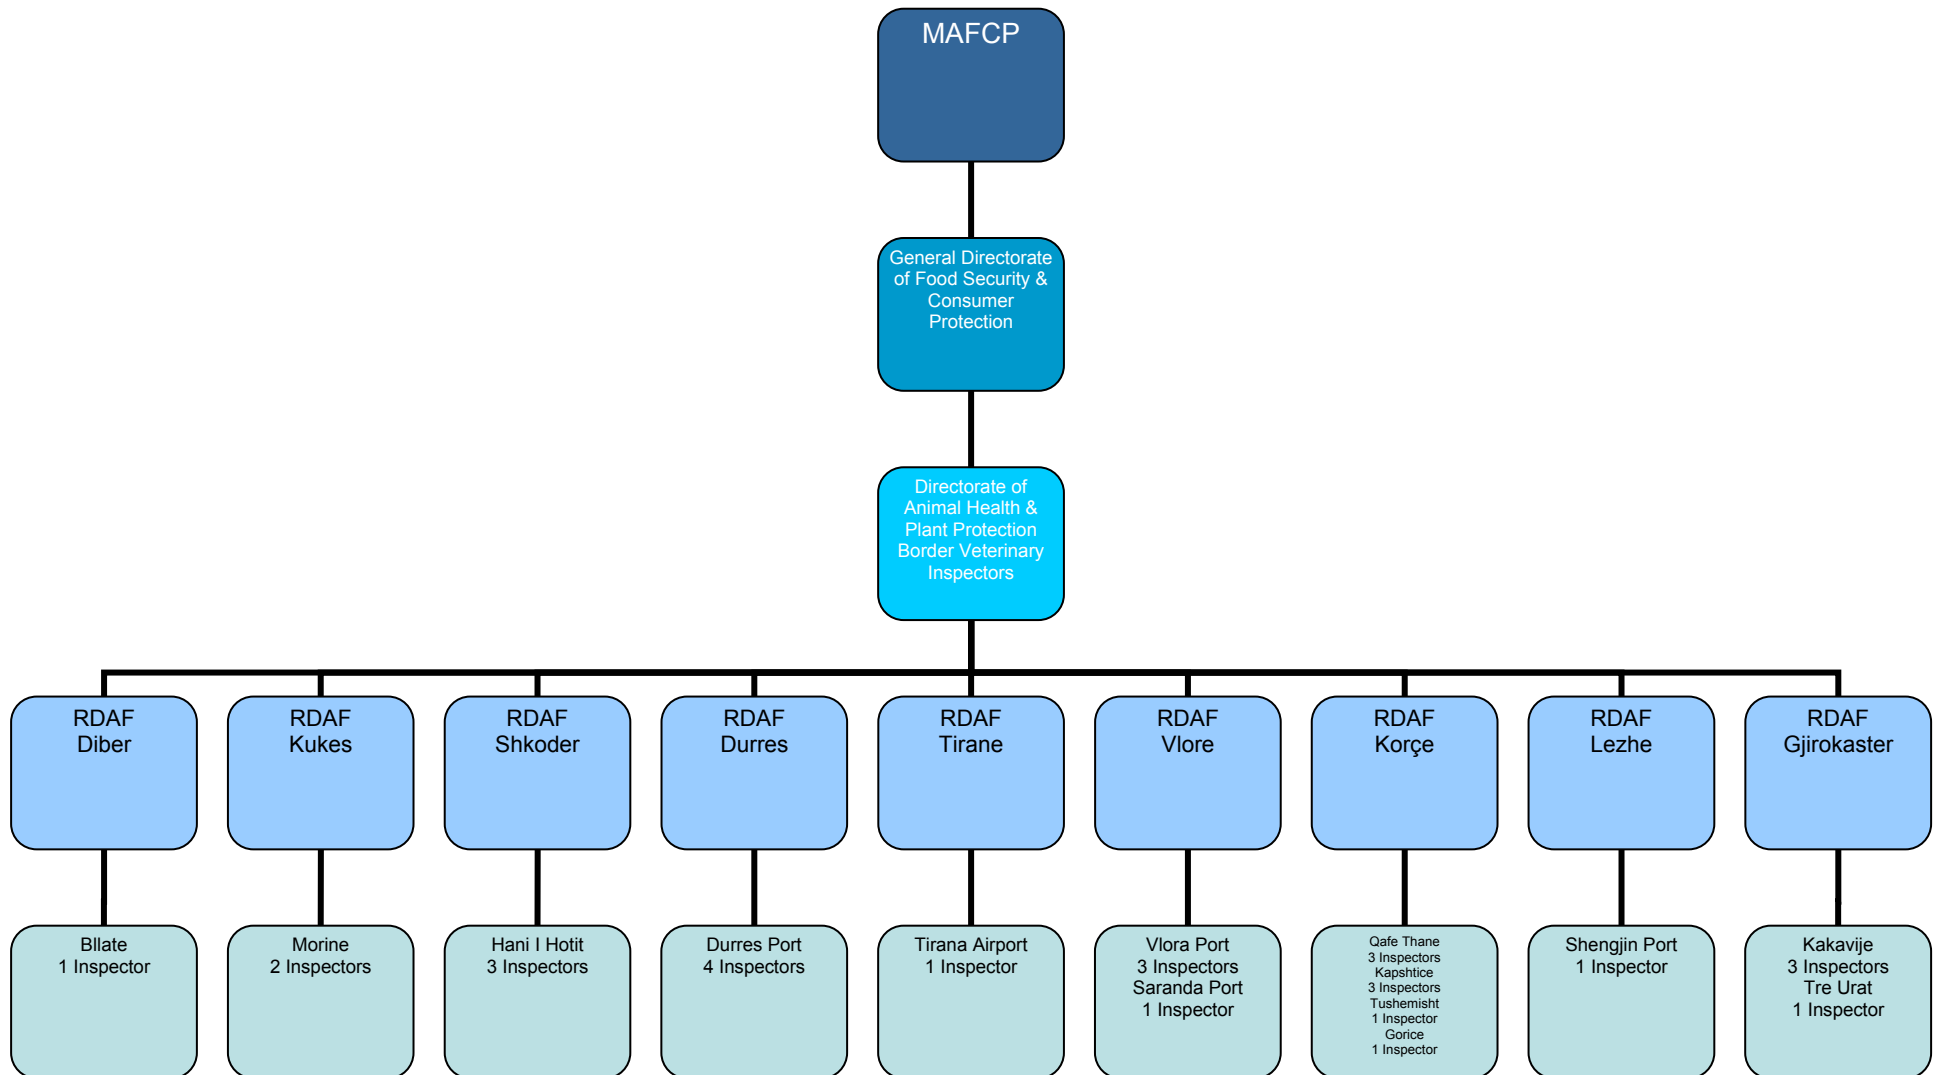 MAFCP
General Directorate
of Food Security &
Consumer
Protection
Directorate of
Animal Health &
Plant Protection
Border Veterinary
Inspectors
RDAF
Diber
RDAF
Kukes
RDAF
Shkoder
RDAF
Durres
RDAF
Tirane
RDAF
Vlore
RDAF
Korçe
RDAF
Lezhe
RDAF
Gjirokaster
Bllate
1 Inspector
Morine
2 Inspectors
Hani I Hotit
3 Inspectors
Durres Port
4 Inspectors
Tirana Airport
1 Inspector
Vlora Port
3 Inspectors
Saranda Port
1 Inspector
Qafe Thane
3 Inspectors
Kapshtice
3 Inspectors
Tushemisht
1 Inspector
Gorice
1 Inspector
Shengjin Port
1 Inspector
Kakavije
3 Inspectors
Tre Urat
1 Inspector